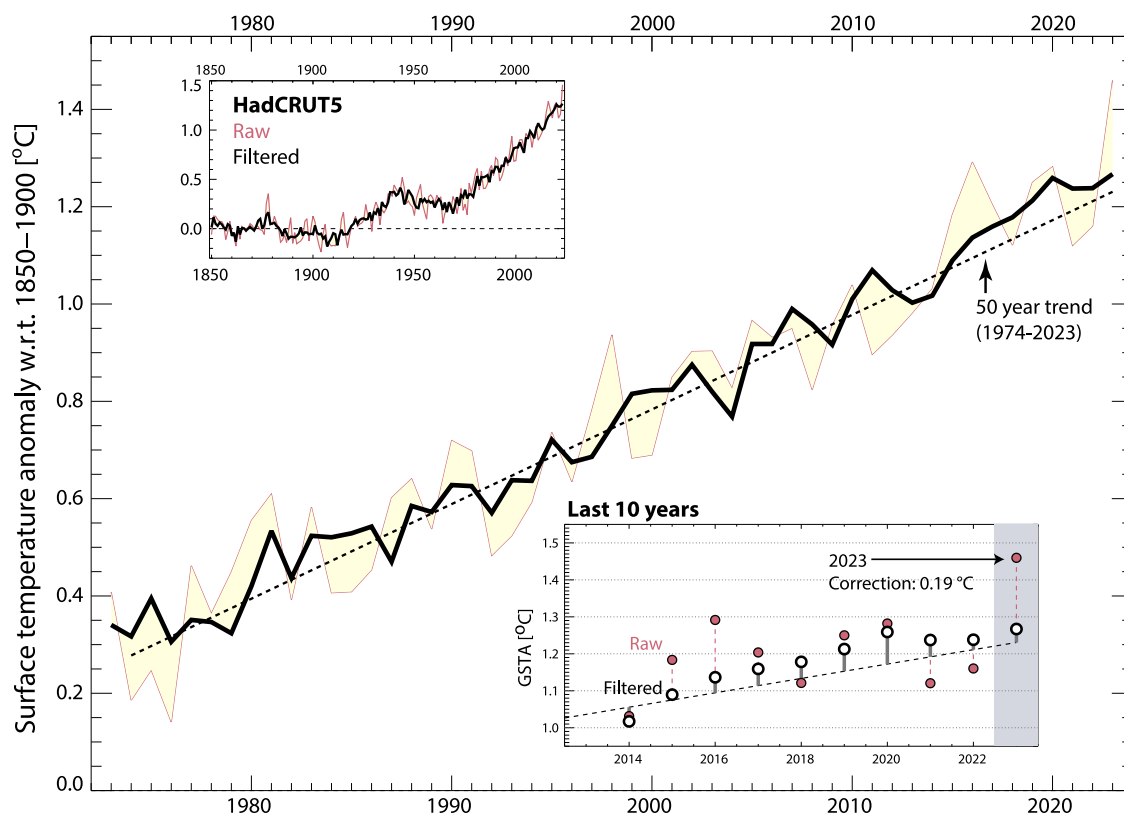 1980 1990 2000 2010 2020
1850 1900 1950 2000
HadCRUT5
Raw
Filtered
1.5
1.0
0.5
0.0
1850 1900 1950 2000
Surface temperature anomaly w.r.t. 1850–1900 [°C]
1.4
1.2
1.0
0.8
0.6
0.4
0.2
0.0
50 year trend
(1974-2023)
Last 10 years
GSTA [°C]
1.5
1.4
1.3
1.2
1.1
1.0
2023
Correction: 0.19 °C
Raw
Filtered
2014 2016 2018 2020 2022
1980 1990 2000 2010 2020